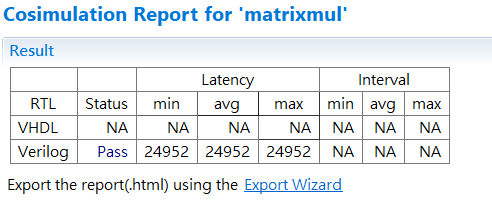 Cosimulation Report for 'matrixmul'
Result
Latency Interval
RTL Status min avg max min avg max
VHDL NA NA NA NA NA NA NA
Verilog Pass 24952 24952 24952 NA NA NA
Export the report(.html) using the Export Wizard